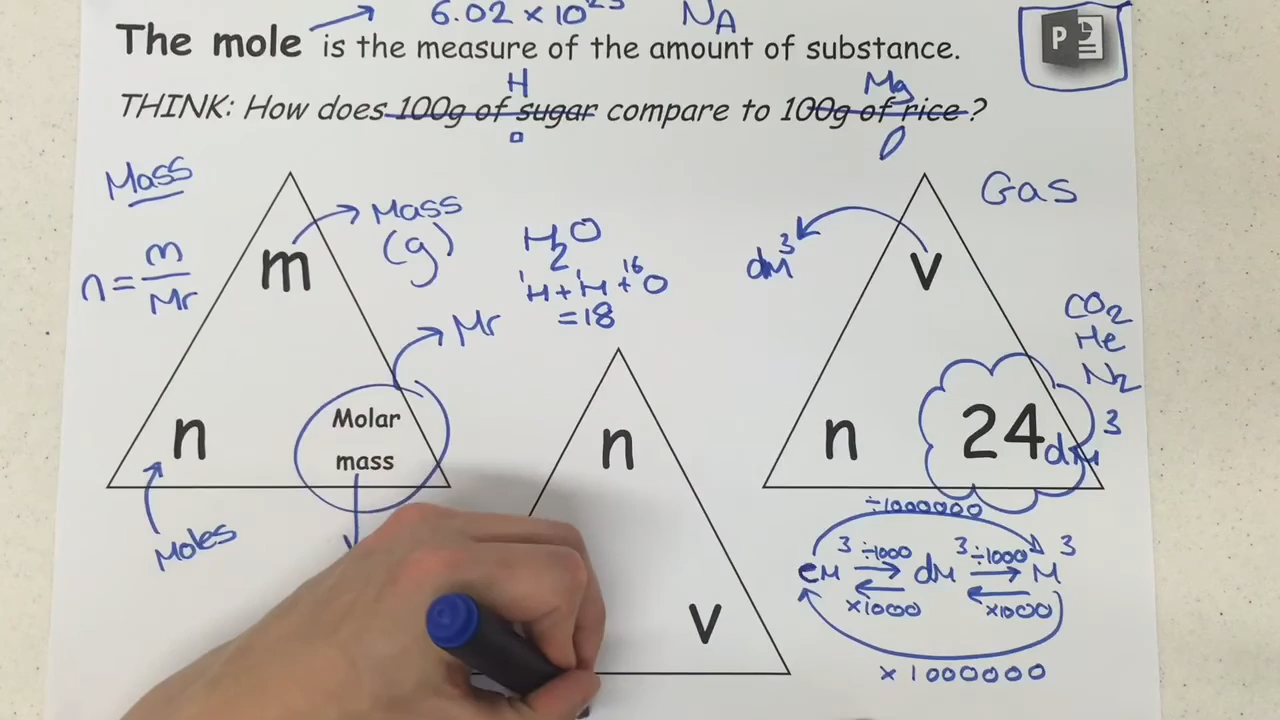 6.02 × 10²³ NA
The mole is the measure of the amount of substance.
P
H Mg
THINK: How does 100g of sugar compare to 100g of rice?
Mass
n = m
Mr
m
Mass
(g)
Mr
n
Molar
mass
Moles
H₂O
¹H + ¹H + ¹⁶O
= 18
n
v
Gas
dm³
v
n
24 dm³
CO₂
He
N₂
÷1000000
cm³ ÷1000 dm³ ÷1000 m³
×1000 ×1000
×1000000